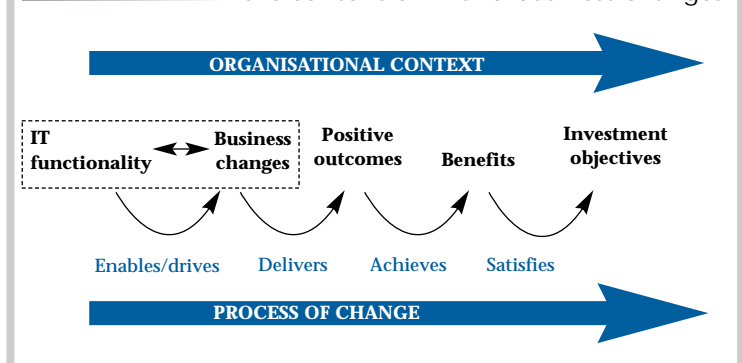 ORGANISATIONAL CONTEXT
IT
functionality
Business
changes
Positive
outcomes
Benefits
Investment
objectives
Enables/drives
Delivers
Achieves
Satisfies
PROCESS OF CHANGE